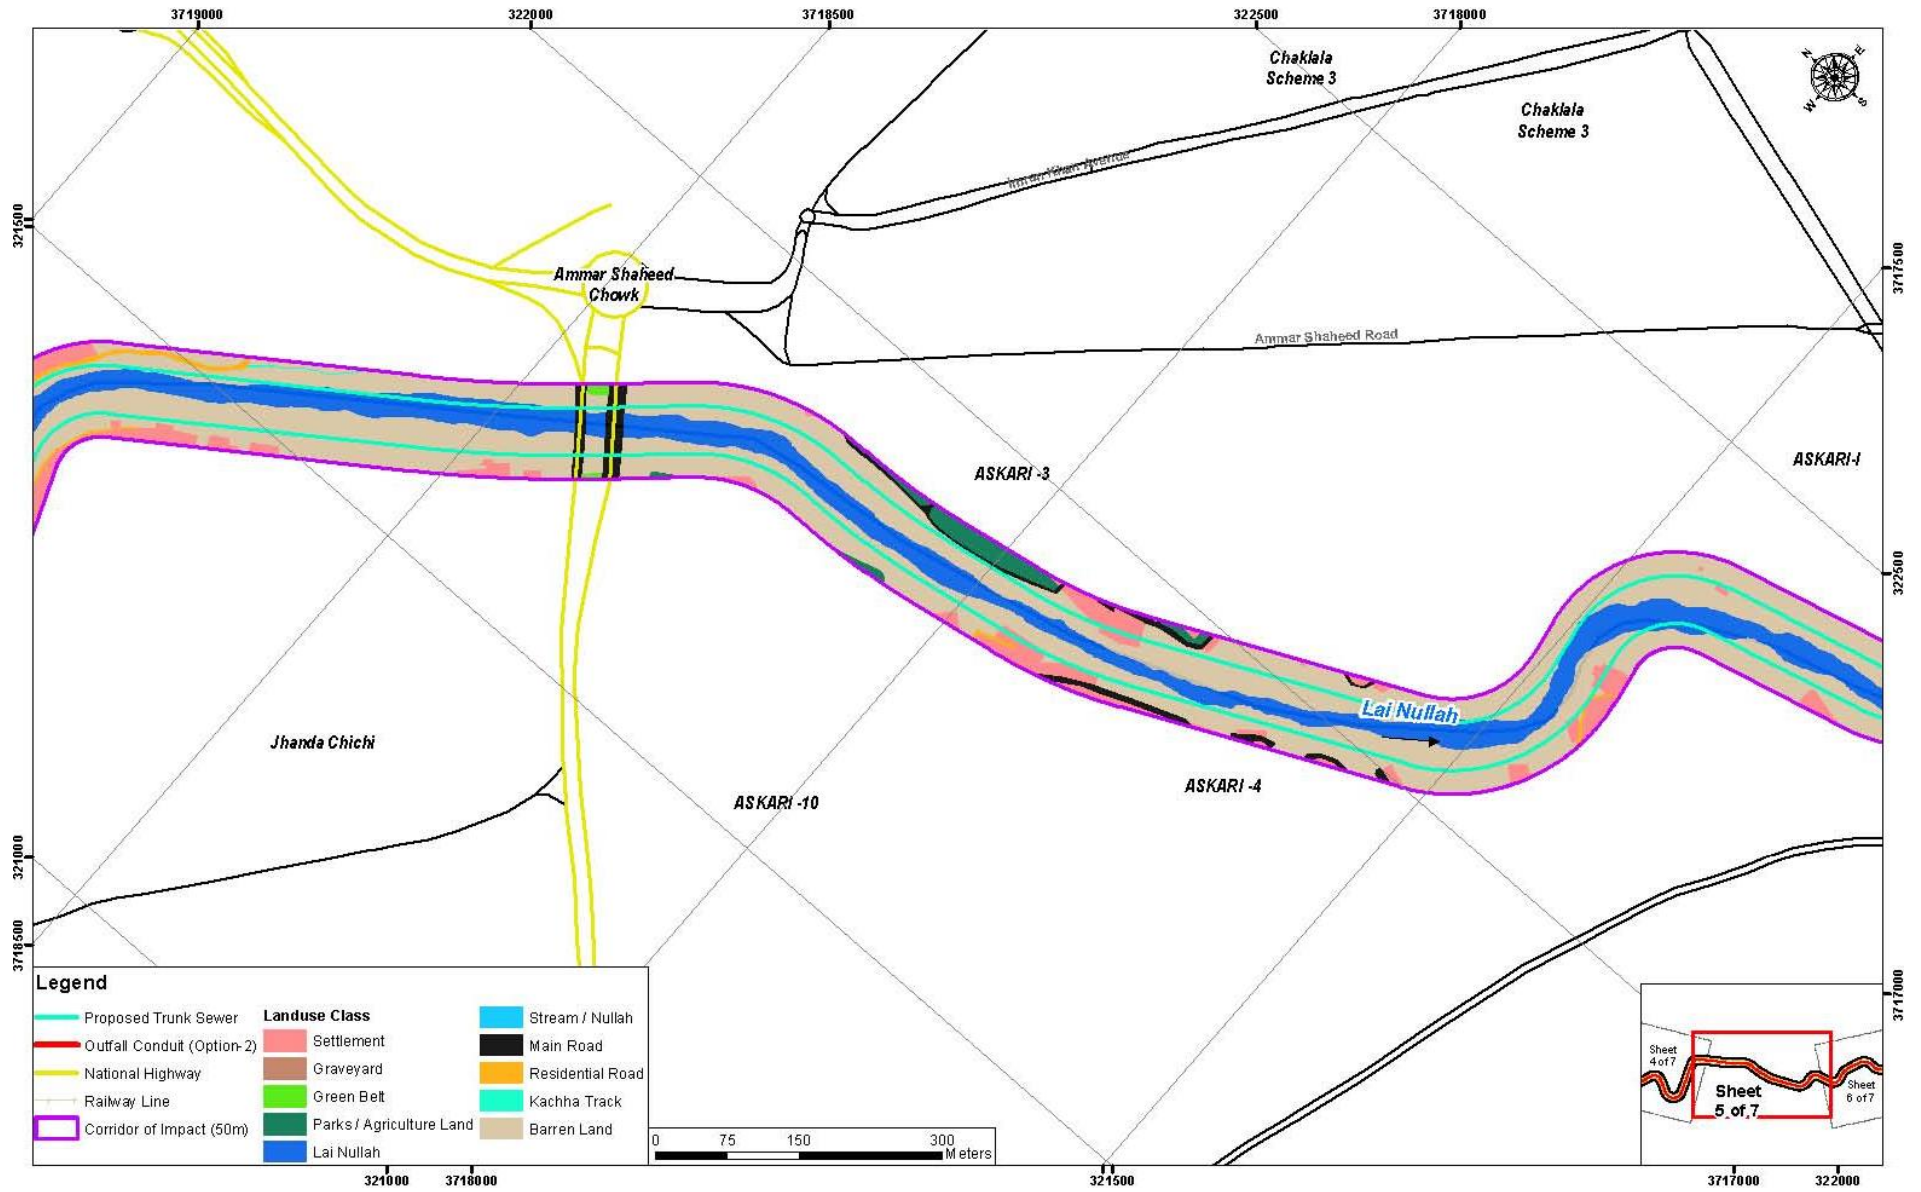 3719000
322000
3718500
322500
3718000
Chaklala
Scheme 3
N
E
W
S
Chaklala
Scheme 3
Imran Khan Avenue
321500
3717500
Ammar Shaheed
Chowk
Ammar Shaheed Road
ASKARI -3
ASKARI-I
322500
Lai Nullah
Jhanda Chichi
ASKARI -10
ASKARI -4
321000
3718500
3717000
Legend
Proposed Trunk Sewer
Outfall Conduit (Option-2)
National Highway
Railway Line
Corridor of Impact (50m)
Landuse Class
Settlement
Graveyard
Green Belt
Parks / Agriculture Land
Lai Nullah
Stream / Nullah
Main Road
Residential Road
Kachha Track
Barren Land
0 75 150 300
Meters
Sheet
4 of 7
Sheet
5 of 7
Sheet
6 of 7
321000
3718000
321500
3717000
322000